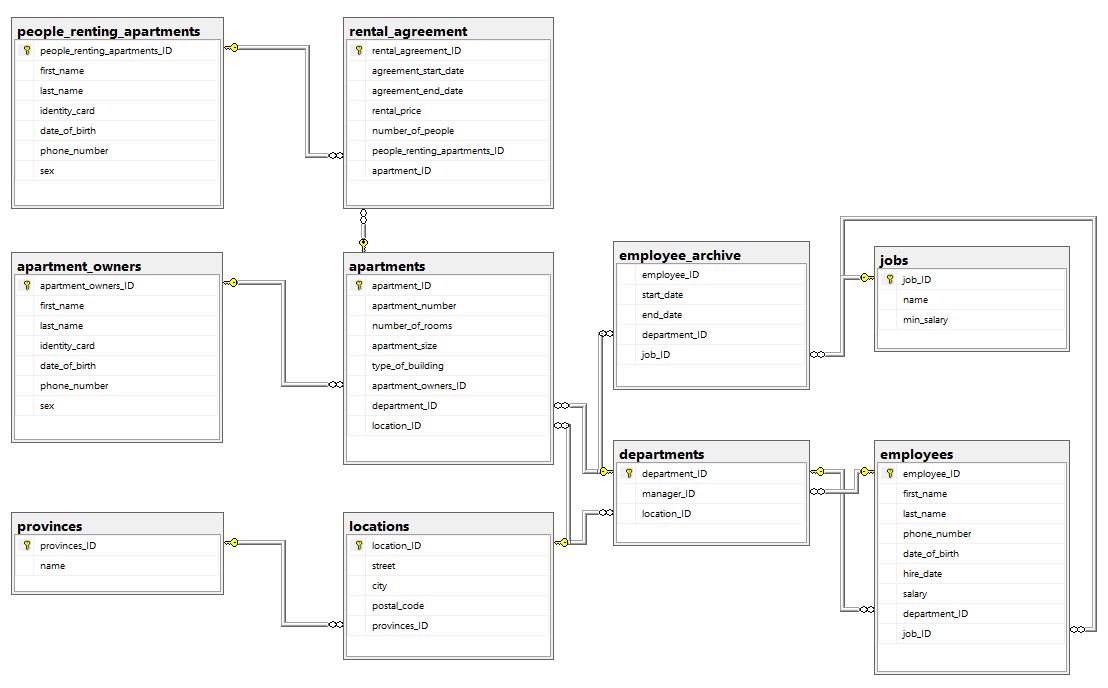 people_renting_apartments
people_renting_apartments_ID
first_name
last_name
identity_card
date_of_birth
phone_number
sex
rental_agreement
rental_agreement_ID
agreement_start_date
agreement_end_date
rental_price
number_of_people
people_renting_apartments_ID
apartment_ID
apartment_owners
apartment_owners_ID
first_name
last_name
identity_card
date_of_birth
phone_number
sex
apartments
apartment_ID
apartment_number
number_of_rooms
apartment_size
type_of_building
apartment_owners_ID
department_ID
location_ID
employee_archive
employee_ID
start_date
end_date
department_ID
job_ID
jobs
job_ID
name
min_salary
provinces
provinces_ID
name
locations
location_ID
street
city
postal_code
provinces_ID
departments
department_ID
manager_ID
location_ID
employees
employee_ID
first_name
last_name
phone_number
date_of_birth
hire_date
salary
department_ID
job_ID